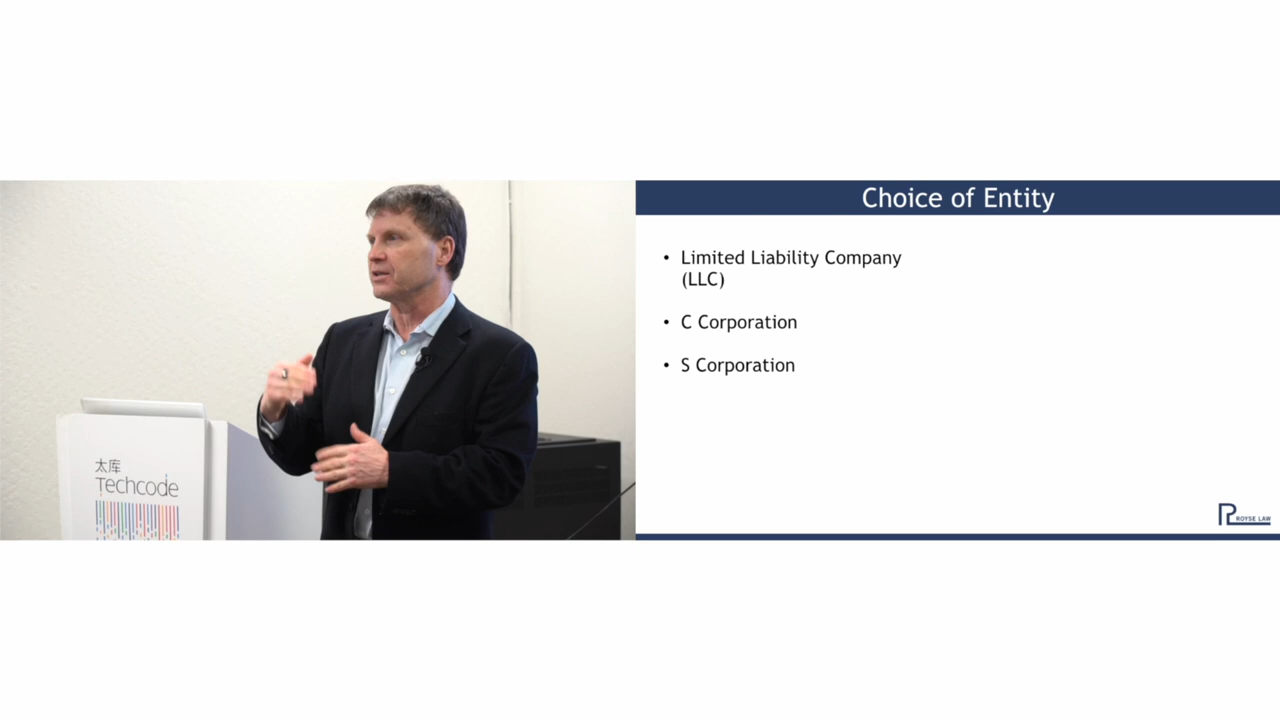 太库
Techcode
Choice of Entity
• Limited Liability Company
(LLC)
• C Corporation
• S Corporation
ROYSE LAW